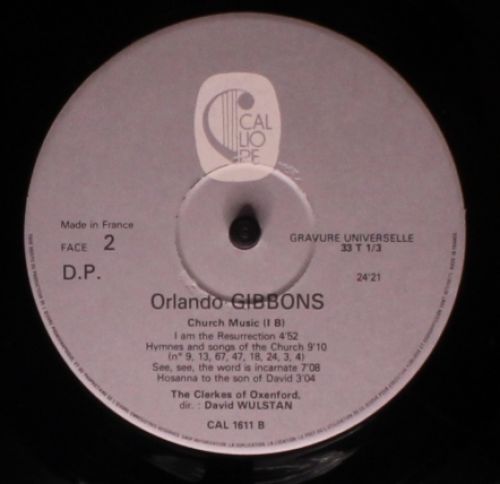 CAL
LIO
PE
Made in France
FACE 2
D.P.
GRAVURE UNIVERSELLE
33 T 1/3
24'21
Orlando GIBBONS
Church Music (I B)
I am the Resurrection 4'52
Hymnes and songs of the Church 9'10
(n° 9, 13, 67, 47, 18, 24, 3, 4)
See, see, the word is incarnate 7'08
Hosanna to the son of David 3'04
The Clerkes of Oxenford,
dir. : David WULSTAN
CAL 1611 B